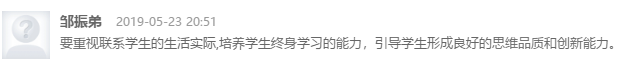 邹振弟 2019-05-23 20:51
要重视联系学生的生活实际,培养学生终身学习的能力，引导学生形成良好的思维品质和创新能力。